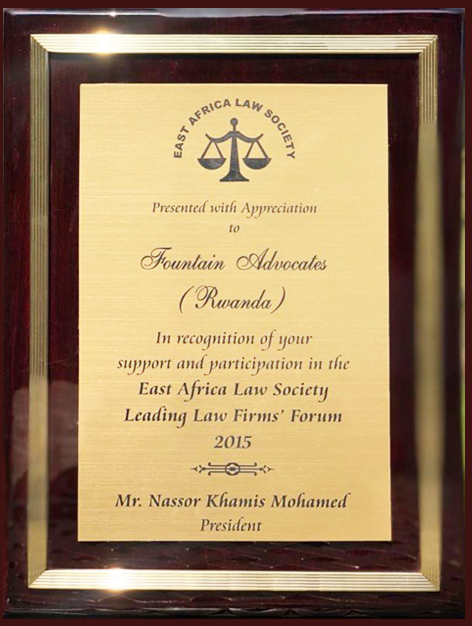 EAST AFRICA LAW SOCIETY
Presented with Appreciation
to
Fountain Advocates
(Rwanda)
In recognition of your
support and participation in the
East Africa Law Society
Leading Law Firms' Forum
2015
Mr. Nassor Khamis Mohamed
President